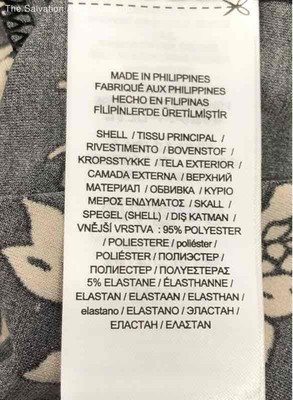 The Salvation
MADE IN PHILIPPINES
FABRIQUÉ AUX PHILIPPINES
HECHO EN FILIPINAS
FİLİPİNLER'DE ÜRETİLMİŞTİR
SHELL / TISSU PRINCIPAL /
RIVESTIMENTO / BOVENSTOF /
KROPSSTYKKE / TELA EXTERIOR /
CAMADA EXTERNA / ВЕРХНИЙ
МАТЕРИАЛ / ОБВИВКА / ΚΥΡΙΟ
ΜΕΡΟΣ ΕΝΔΥΜΑΤΟΣ / SKALL /
SPEGEL (SHELL) / DIŞ KATMAN /
VNĚJŠÍ VRSTVA : 95% POLYESTER
/ POLIESTERE / poliéster /
POLIÉSTER / ПОЛИЭСТЕР /
ПОЛИЕСТЕР / ΠΟΛΥΕΣΤΕΡΑΣ
5% ELASTANE / ÉLASTHANNE /
ELASTAN / ELASTAAN / ELASTHAN /
elastano / ELASTANO / ЭЛАСТАН /
ЕЛАСТАН / ΕΛΑΣΤΑΝ